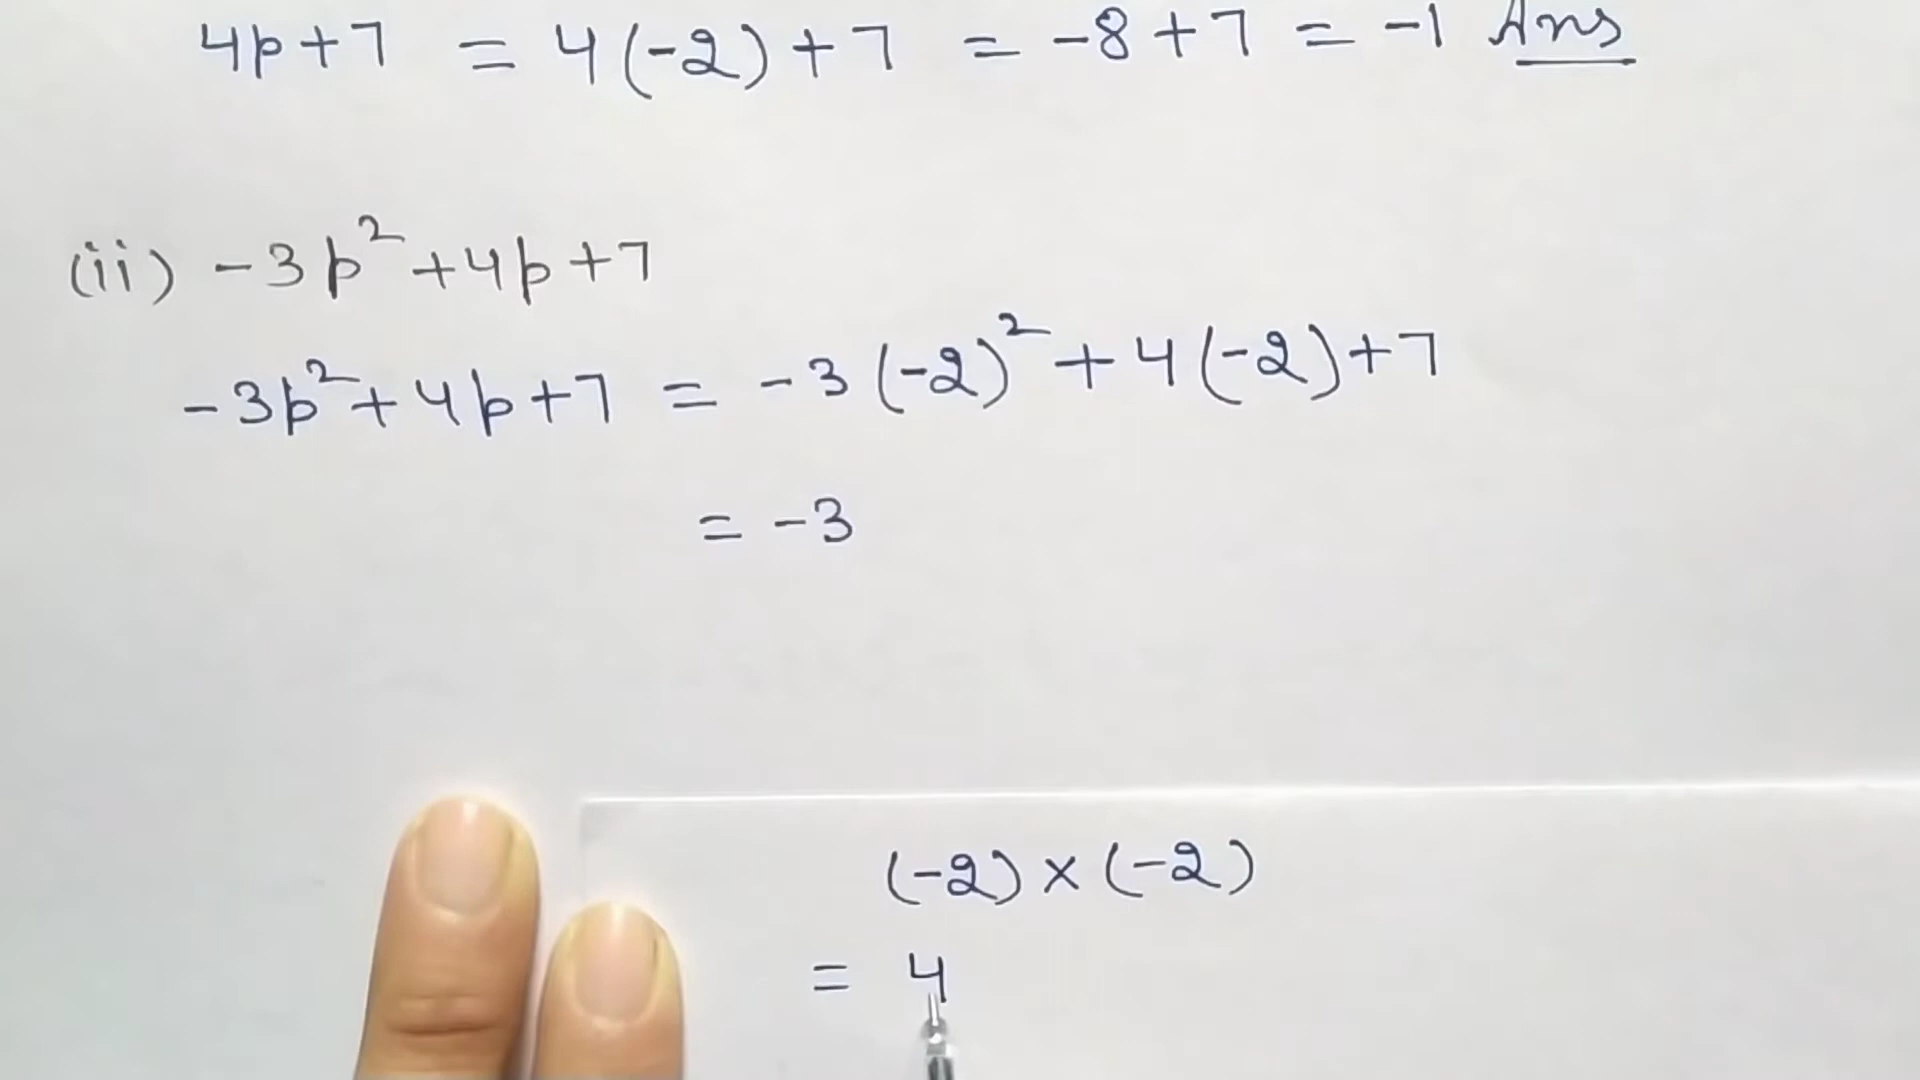 4p+7 = 4(-2)+7 = -8+7 = -1 Ans
(ii) -3p²+4p+7
-3p²+4p+7 = -3(-2)²+4(-2)+7
= -3
(-2)×(-2)
= 4